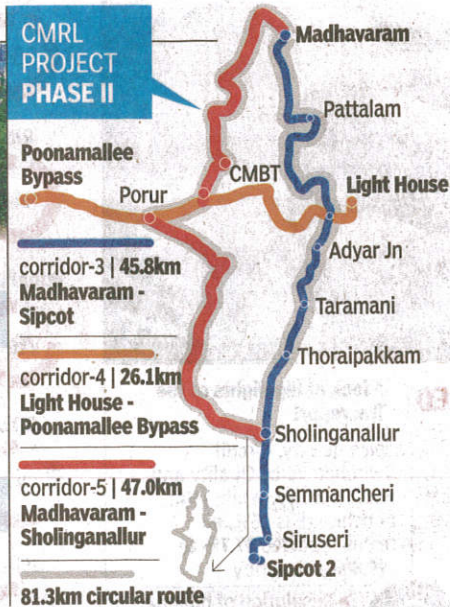 CMRL
PROJECT
PHASE II
Madhavaram
Pattalam
Poonamallee
Bypass
CMBT
Light House
Porur
Adyar Jn
corridor-3 | 45.8km
Madhavaram -
Sipcot
Taramani
Thoraipakkam
corridor-4 | 26.1km
Light House -
Poonamallee Bypass
Sholinganallur
corridor-5 | 47.0km
Madhavaram -
Sholinganallur
Semmancheri
Siruseri
Sipcot 2
81.3km circular route